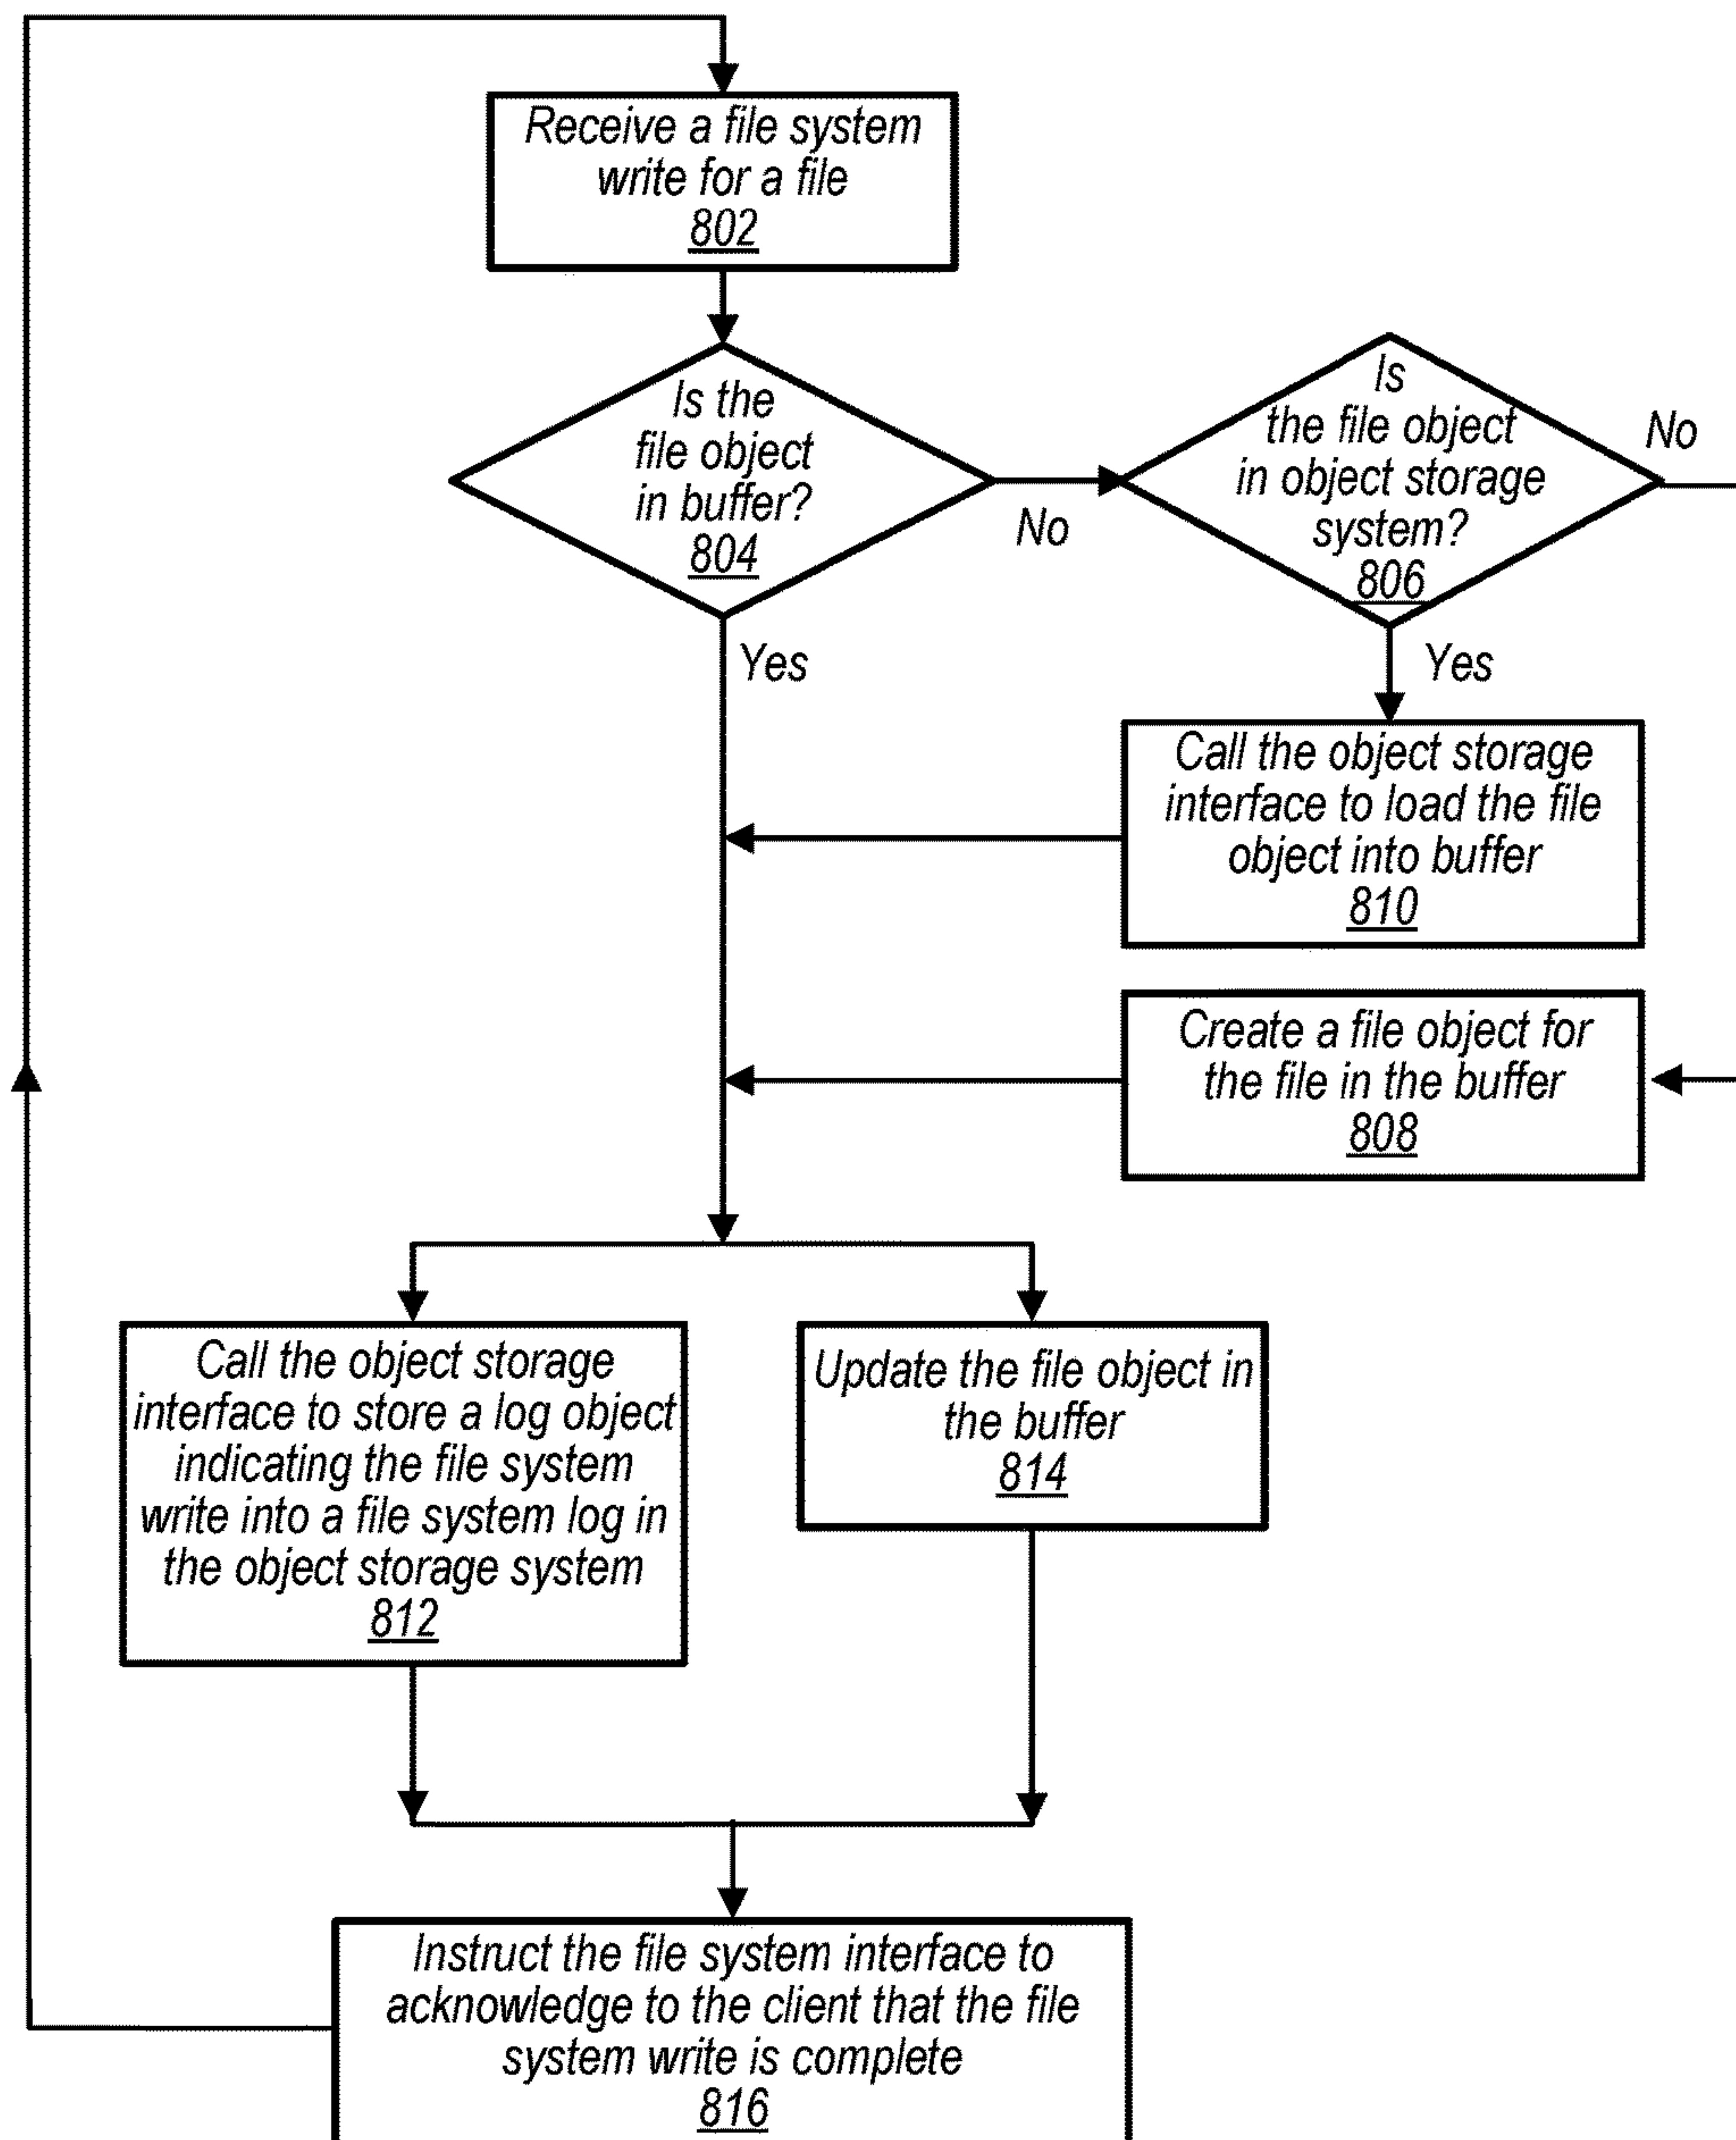 Receive a file system
write for a file
802
Is the
file object
in buffer?
804
No
Is
the file object
in object storage
system?
806
No
Yes
Yes
Call the object storage
interface to load the file
object into buffer
810
Create a file object for
the file in the buffer
808
Call the object storage
interface to store a log object
indicating the file system
write into a file system log in
the object storage system
812
Update the file object in
the buffer
814
Instruct the file system interface to
acknowledge to the client that the file
system write is complete
816